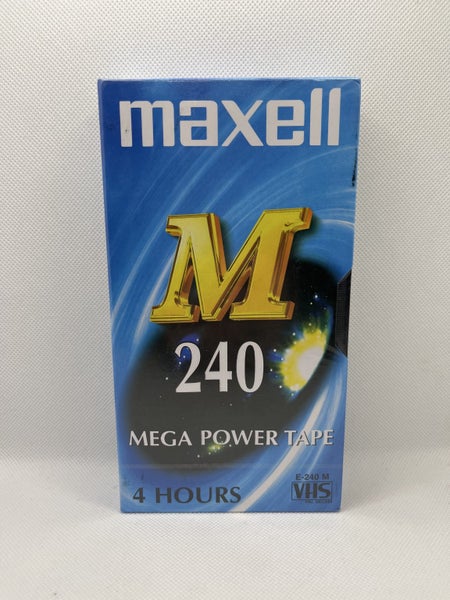 maxell
M
240
MEGA POWER TAPE
4 HOURS
E-240 M
VHS